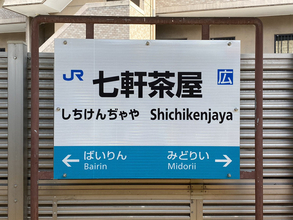 JR 七軒茶屋 広
しちけんぢゃや Shichikenjaya
← ばいりん みどりい →
Bairin Midorii